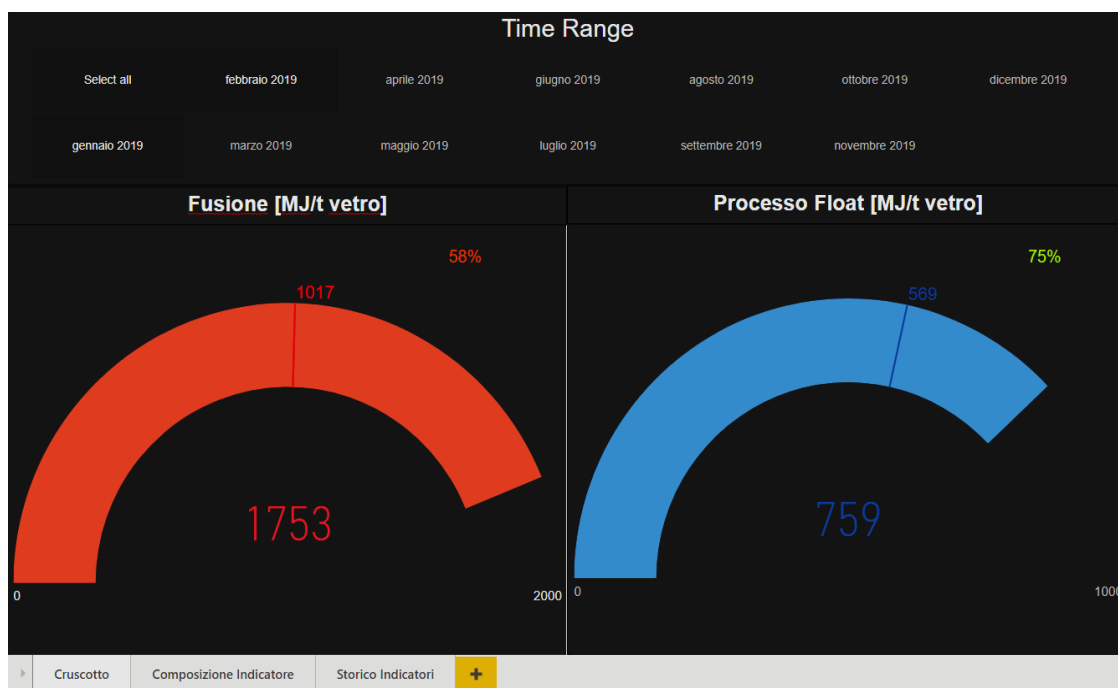 Time Range
Select all
febbraio 2019
aprile 2019
giugno 2019
agosto 2019
ottobre 2019
dicembre 2019
gennaio 2019
marzo 2019
maggio 2019
luglio 2019
settembre 2019
novembre 2019
Fusione [MJ/t vetro]
Processo Float [MJ/t vetro]
58%
1017
1753
0
2000
75%
569
759
0
1000
Cruscotto
Composizione Indicatore
Storico Indicatori
+